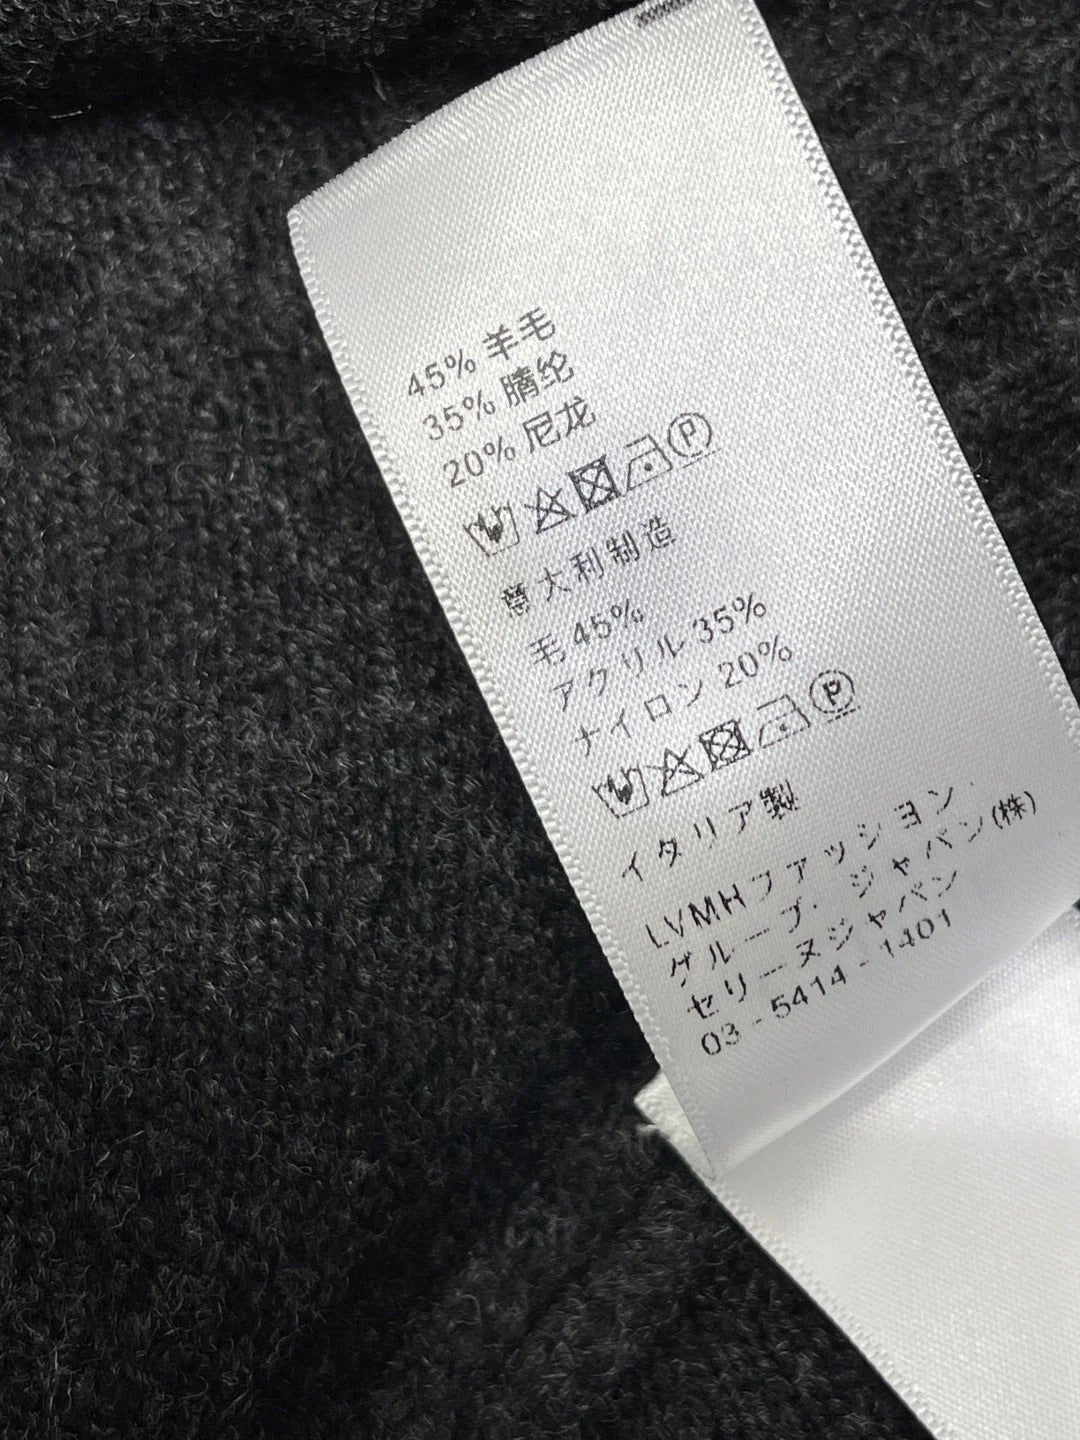 45% 羊毛
35% 腈纶
20% 尼龙
P
意大利制造
毛 45%
アクリル 35%
ナイロン 20%
P
イタリア製
LVMHファッション・
グループ・ジャパン(株)
セリーヌジャパン
03 - 5414 - 1401